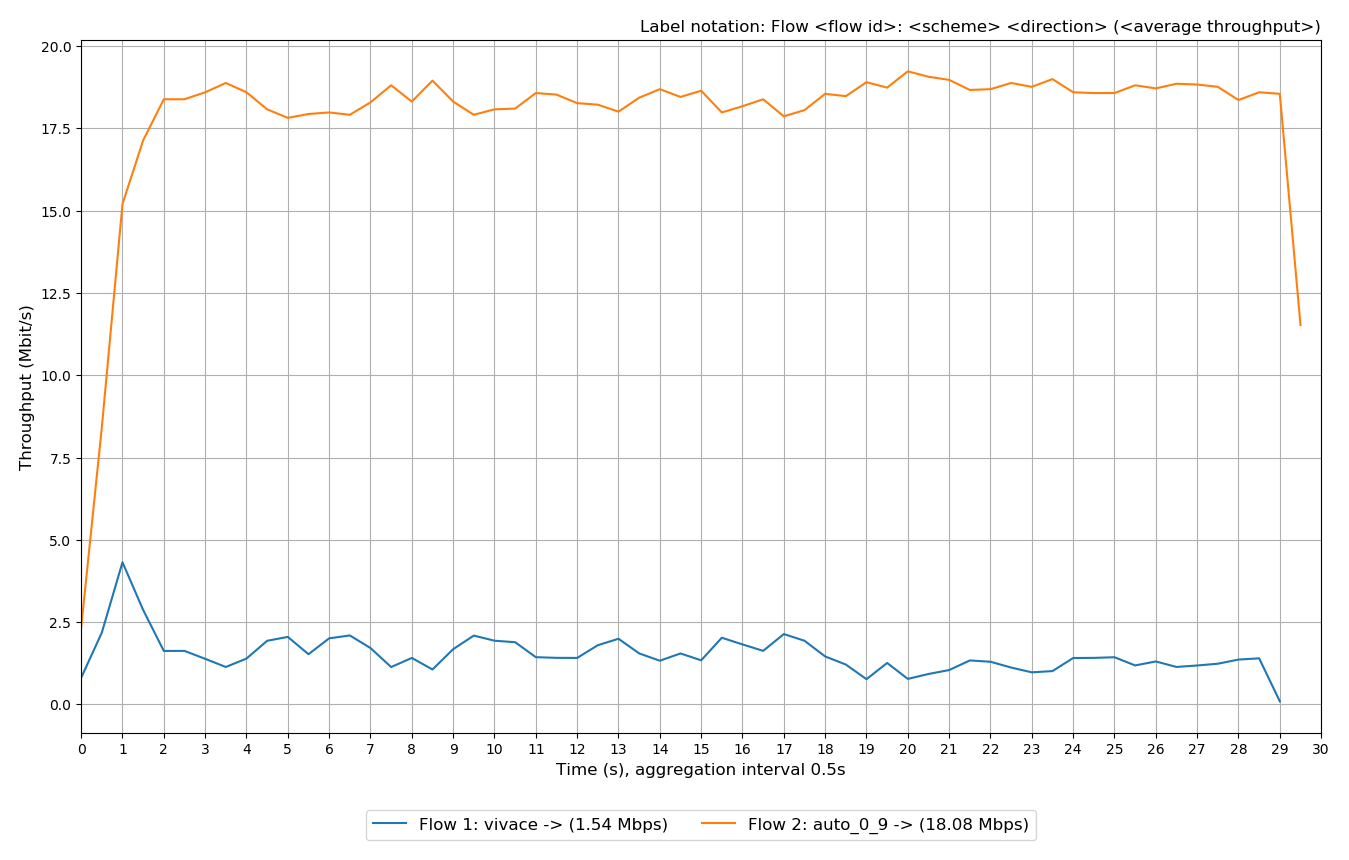 Label notation: Flow <flow id>: <scheme> <direction> (<average throughput>)
20.0
17.5
15.0
12.5
10.0
7.5
5.0
2.5
0.0
Throughput (Mbit/s)
0 1 2 3 4 5 6 7 8 9 10 11 12 13 14 15 16 17 18 19 20 21 22 23 24 25 26 27 28 29 30
Time (s), aggregation interval 0.5s
Flow 1: vivace -> (1.54 Mbps) Flow 2: auto_0_9 -> (18.08 Mbps)